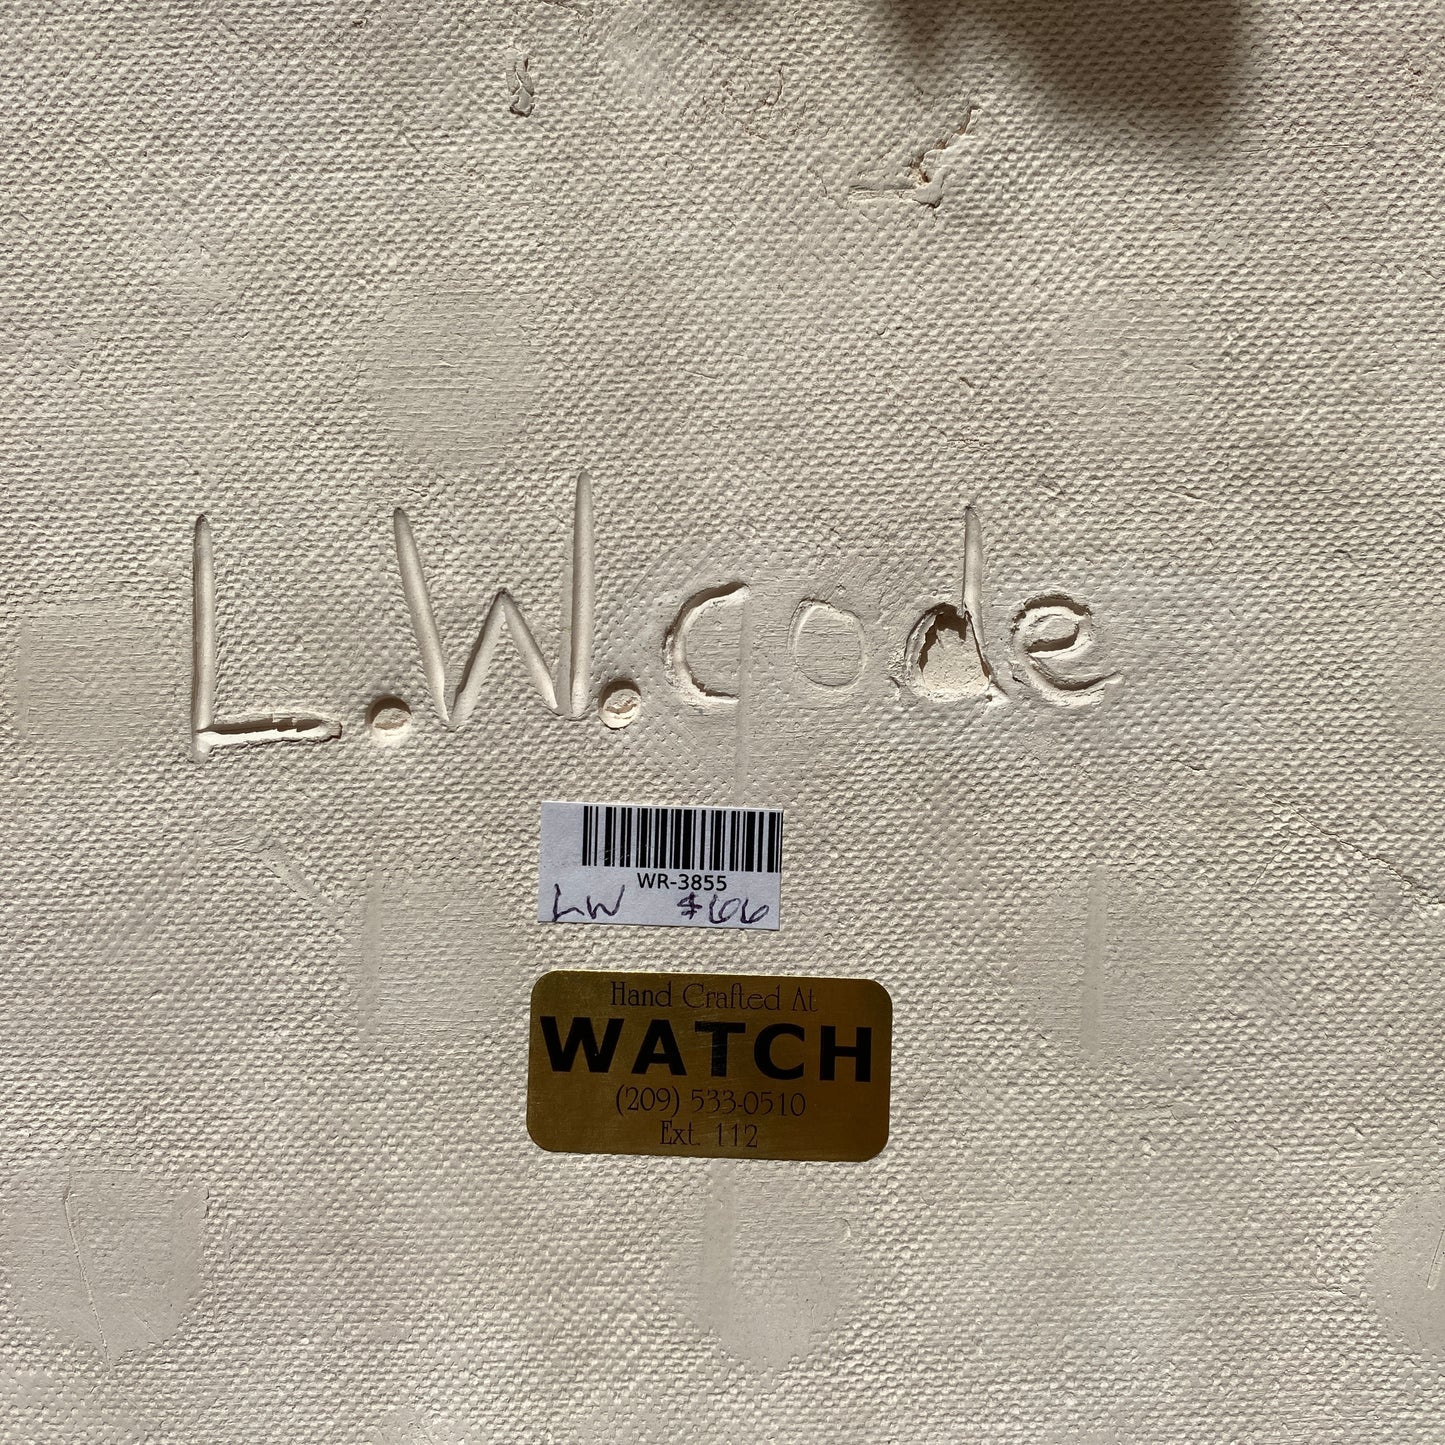 L.W.code
WR-3855
LW $66
Hand Crafted At
WATCH
(209) 533-0510
Ext. 112